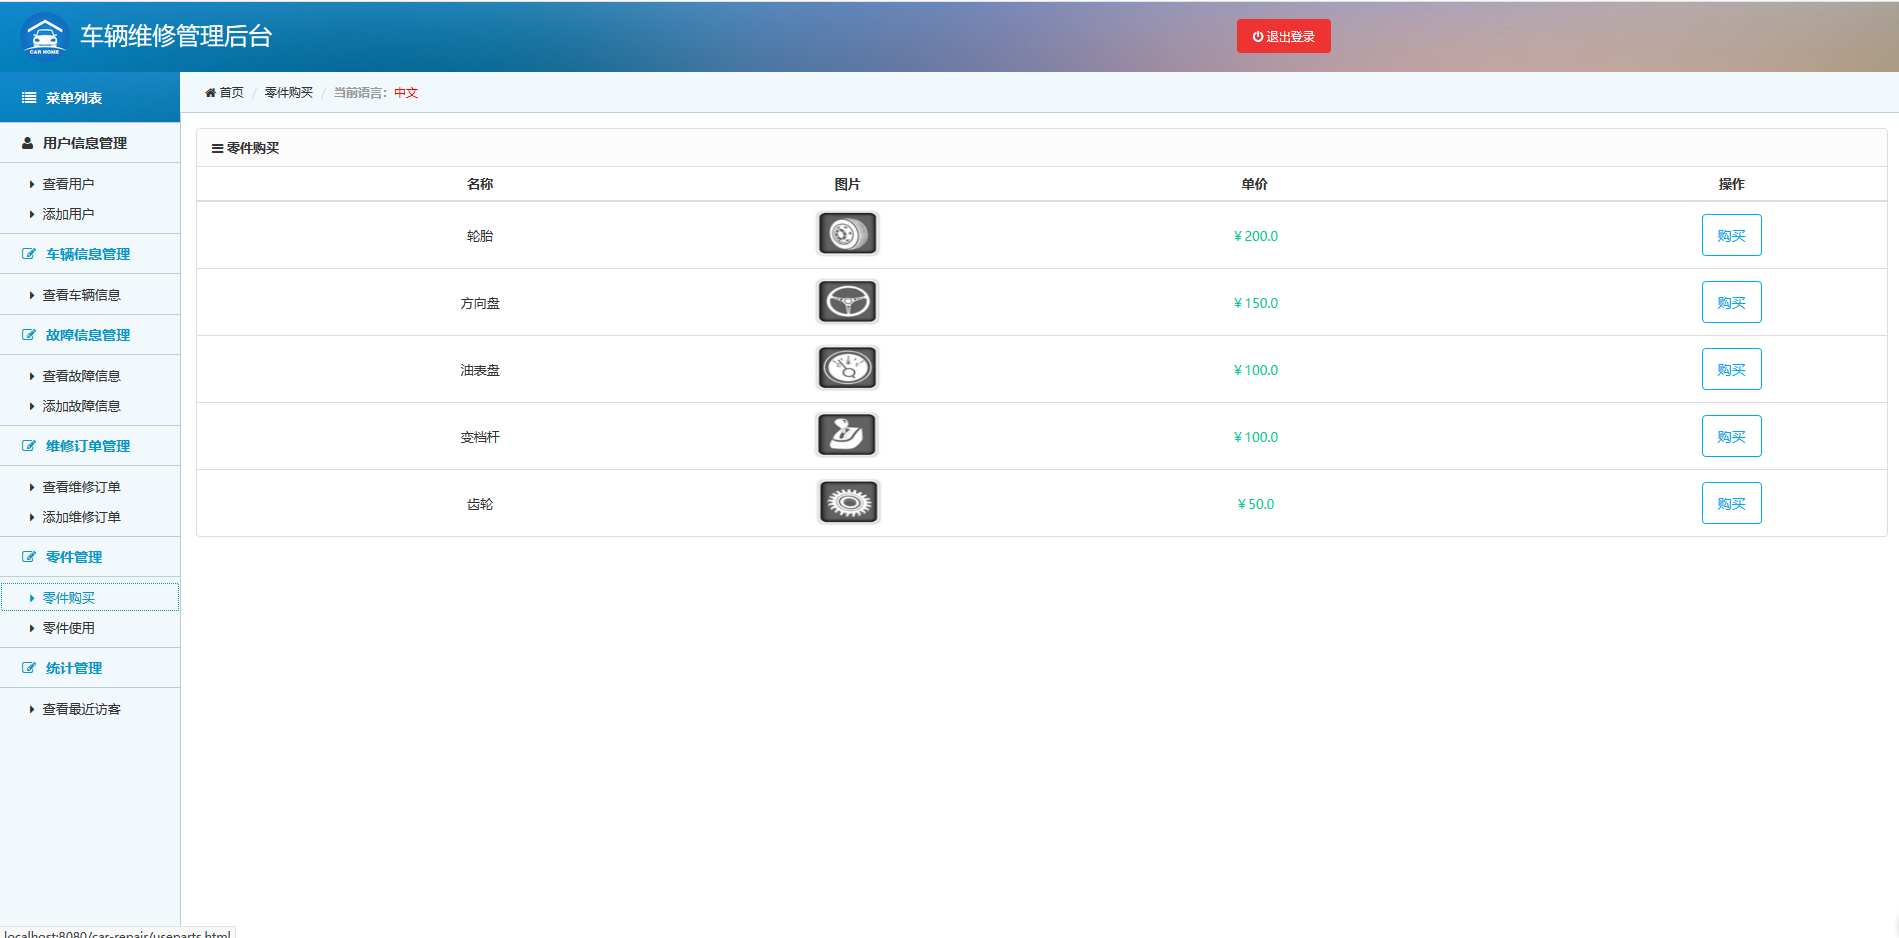 CAR HOME
车辆维修管理后台
退出登录
菜单列表
用户信息管理
查看用户
添加用户
车辆信息管理
查看车辆信息
故障信息管理
查看故障信息
添加故障信息
维修订单管理
查看维修订单
添加维修订单
零件管理
零件购买
零件使用
统计管理
查看最近访客
首页 / 零件购买 / 当前语言：中文
零件购买
名称 图片 单价 操作
轮胎 ¥200.0 购买
方向盘 ¥150.0 购买
油表盘 ¥100.0 购买
变档杆 ¥100.0 购买
齿轮 ¥50.0 购买
localhost:8080/car-repair/useparts.html